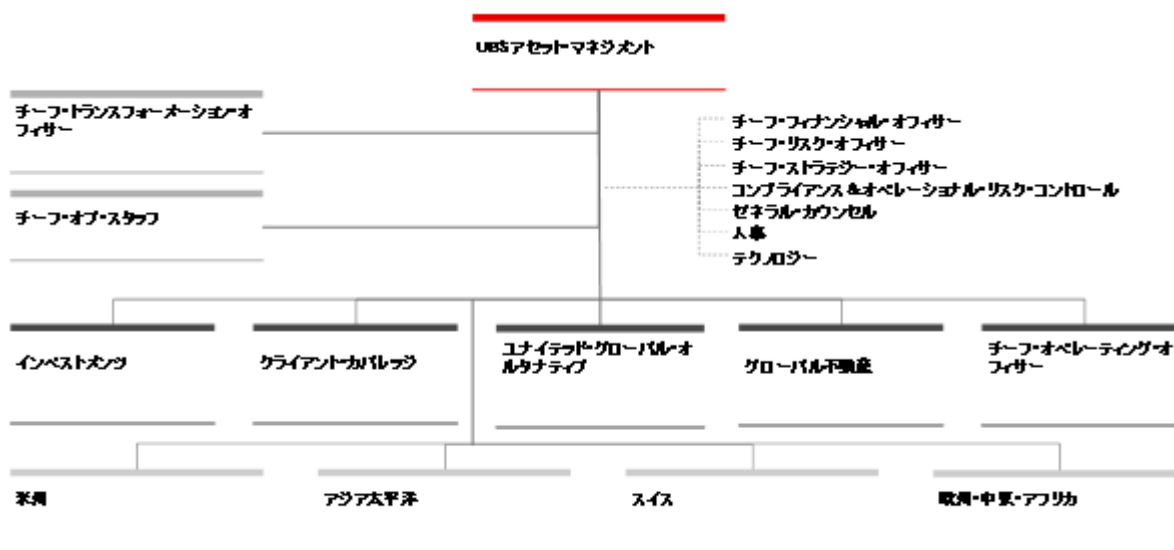 UBSアセット・マネジメント
チーフ・トランスフォーメーション・オ
フィサー
チーフ・フィナンシャル・オフィサー
チーフ・リスク・オフィサー
チーフ・ストラテジー・オフィサー
コンプライアンス＆オペレーショナル・リスク・コントロール
チーフ・オブ・スタッフ
ゼネラル・カウンセル
人事
テクノロジー
インベストメンツ
クライアント・カバレッジ
ユナイテッド・グローバル・オ
ルタナティブ
グローバル不動産
チーフ・オペレーティング・オ
フィサー
米州
アジア太平洋
スイス
欧州・中東・アフリカ